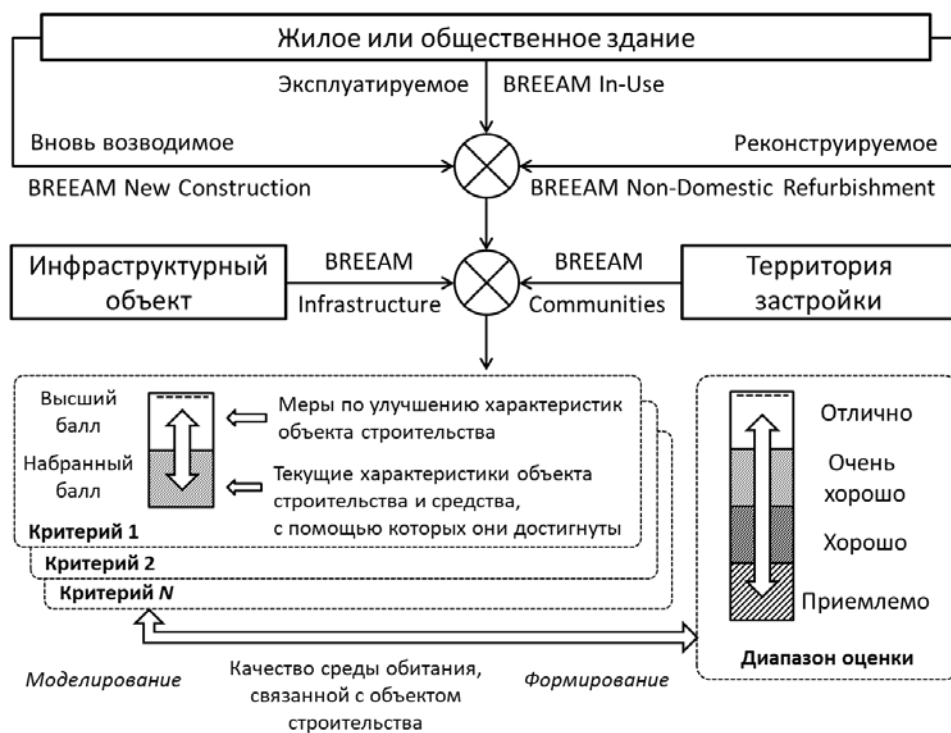 Жилое или общественное здание
Эксплуатируемое BREEAM In-Use
Вновь возводимое
Реконструируемое
BREEAM New Construction
BREEAM Non-Domestic Refurbishment
Инфраструктурный
объект
BREEAM
Infrastructure
BREEAM
Communities
Территория
застройки
Высший
балл
Меры по улучшению характеристик
объекта строительства
Набранный
балл
Текущие характеристики объекта
строительства и средства,
с помощью которых они достигнуты
Критерий 1
Критерий 2
Критерий N
Отлично
Очень
хорошо
Хорошо
Приемлемо
Диапазон оценки
Моделирование
Качество среды обитания,
связанной с объектом
строительства
Формирование